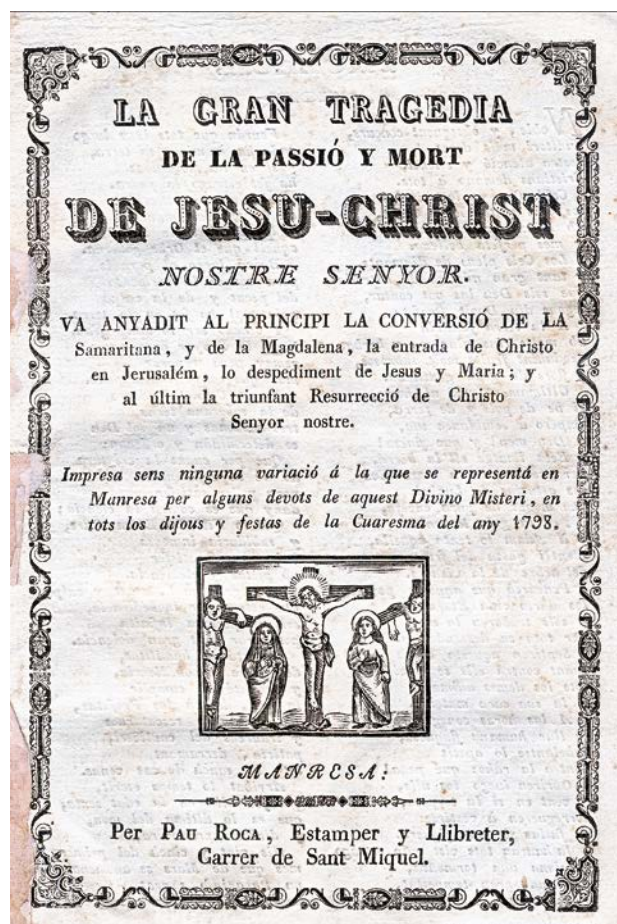 LA GRAN TRAGEDIA
DE LA PASSIÓ Y MORT
DE JESU-CHRIST
NOSTRE SENYOR.
VA ANYADIT AL PRINCIPI LA CONVERSIÓ DE LA
Samaritana, y de la Magdalena, la entrada de Christo
en Jerusalém, lo despediment de Jesus y Maria; y
al últim la triunfant Resurrecció de Christo
Senyor nostre.
Impresa sens ninguna variació á la que se representá en
Manresa per alguns devots de aquest Divino Misteri, en
tots los dijous y festas de la Cuaresma del any 1798.
MANRESA:
Per PAU ROCA, Estamper y Llibreter,
Carrer de Sant Miquel.